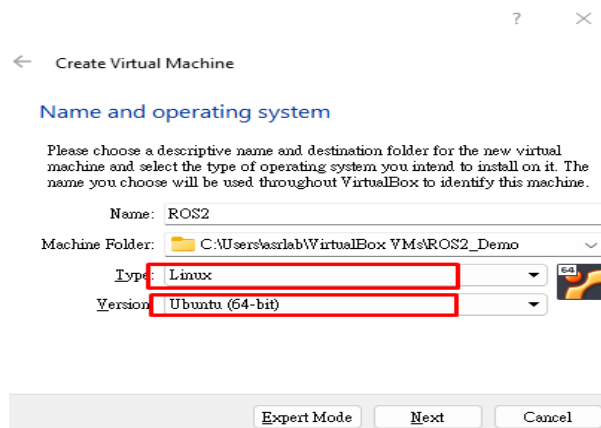 ?
Create Virtual Machine
Name and operating system
Please choose a descriptive name and destination folder for the new virtual
machine and select the type of operating system you intend to install on it. The
name you choose will be used throughout VirtualBox to identify this machine.
Name: ROS2
Machine Folder: C:\Users\asrlab\VirtualBox VMs\ROS2_Demo
Type: Linux
64
Version: Ubuntu (64-bit)
Expert Mode Next Cancel